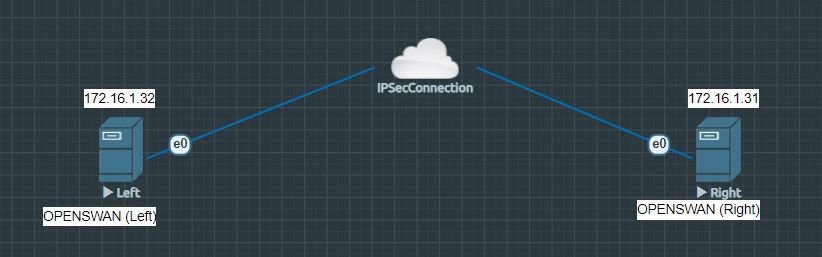 IPSecConnection
172.16.1.32
172.16.1.31
e0
e0
Left
Right
OPENSWAN (Left)
OPENSWAN (Right)